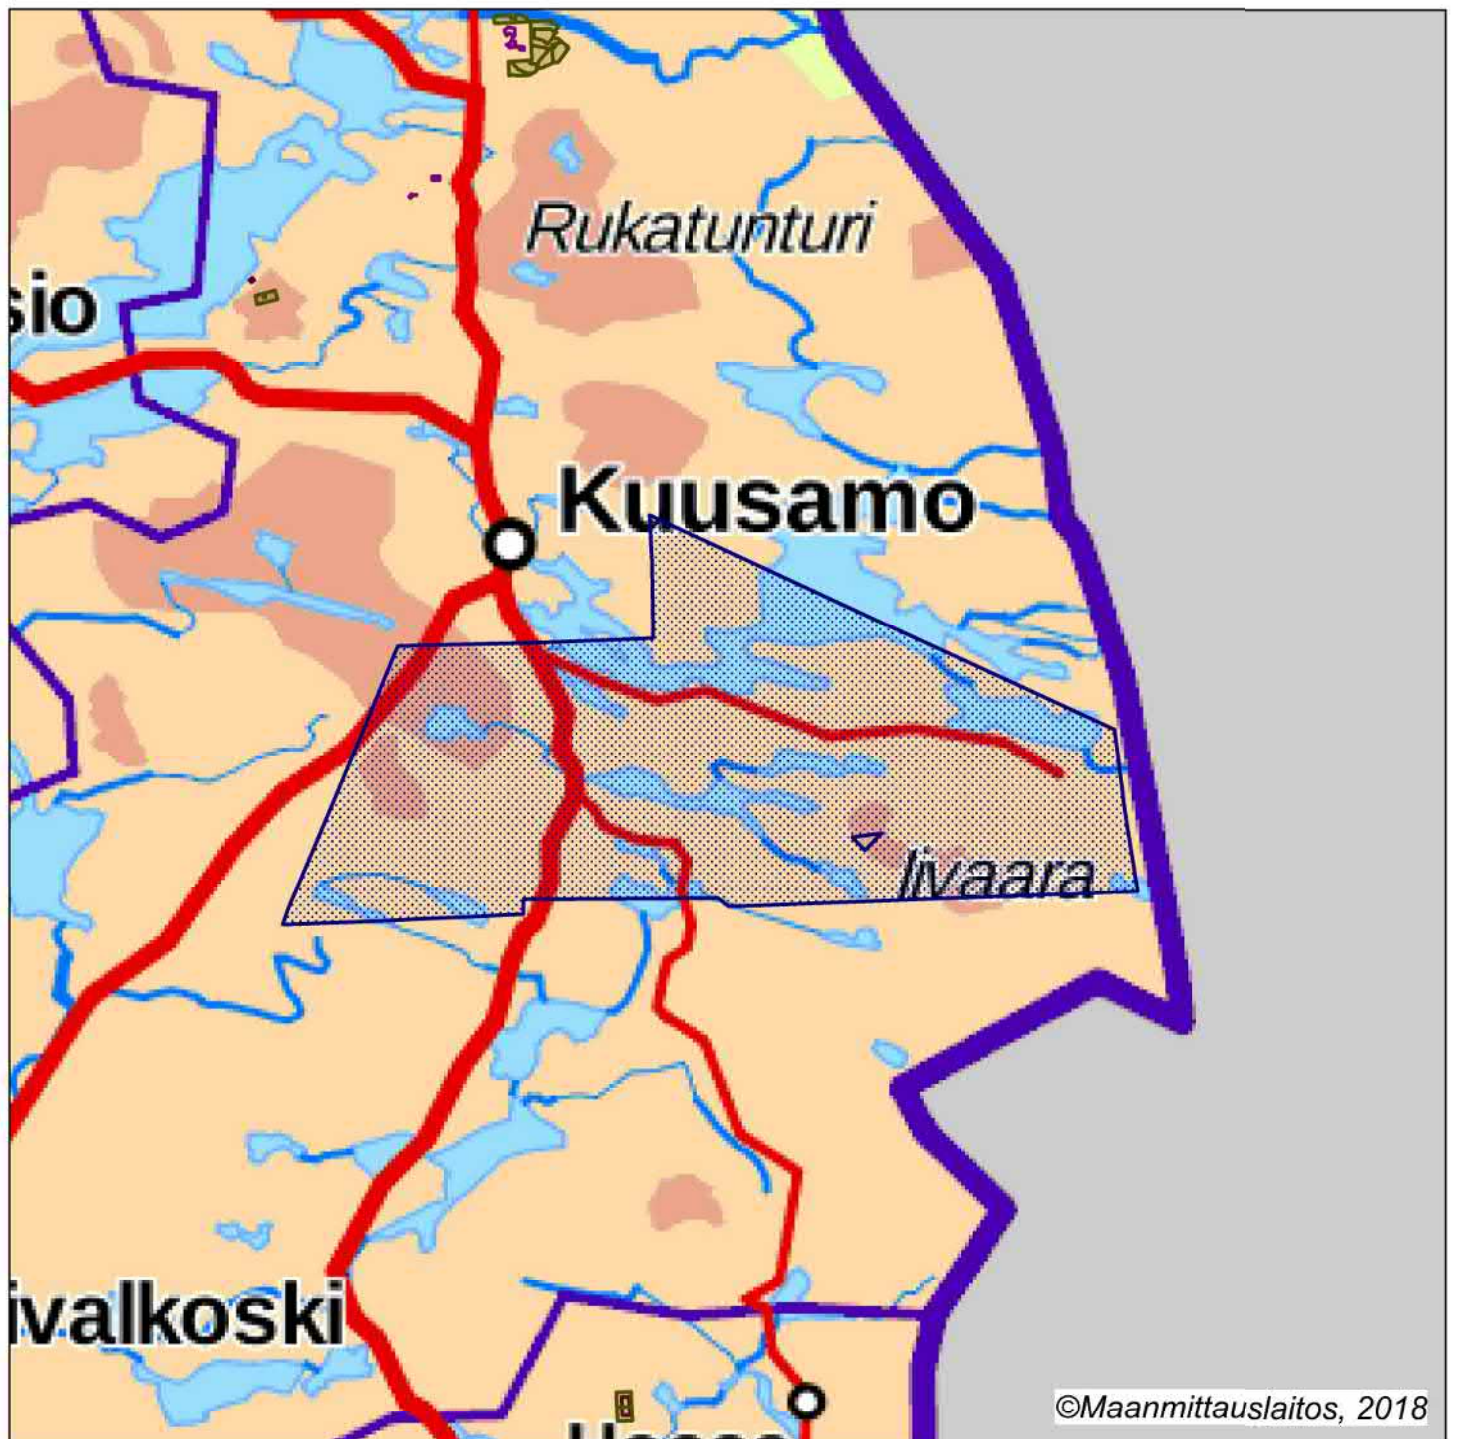 Rukatunturi
sio
Kuusamo
Iivaara
ivalkoski
©Maanmittauslaitos, 2018